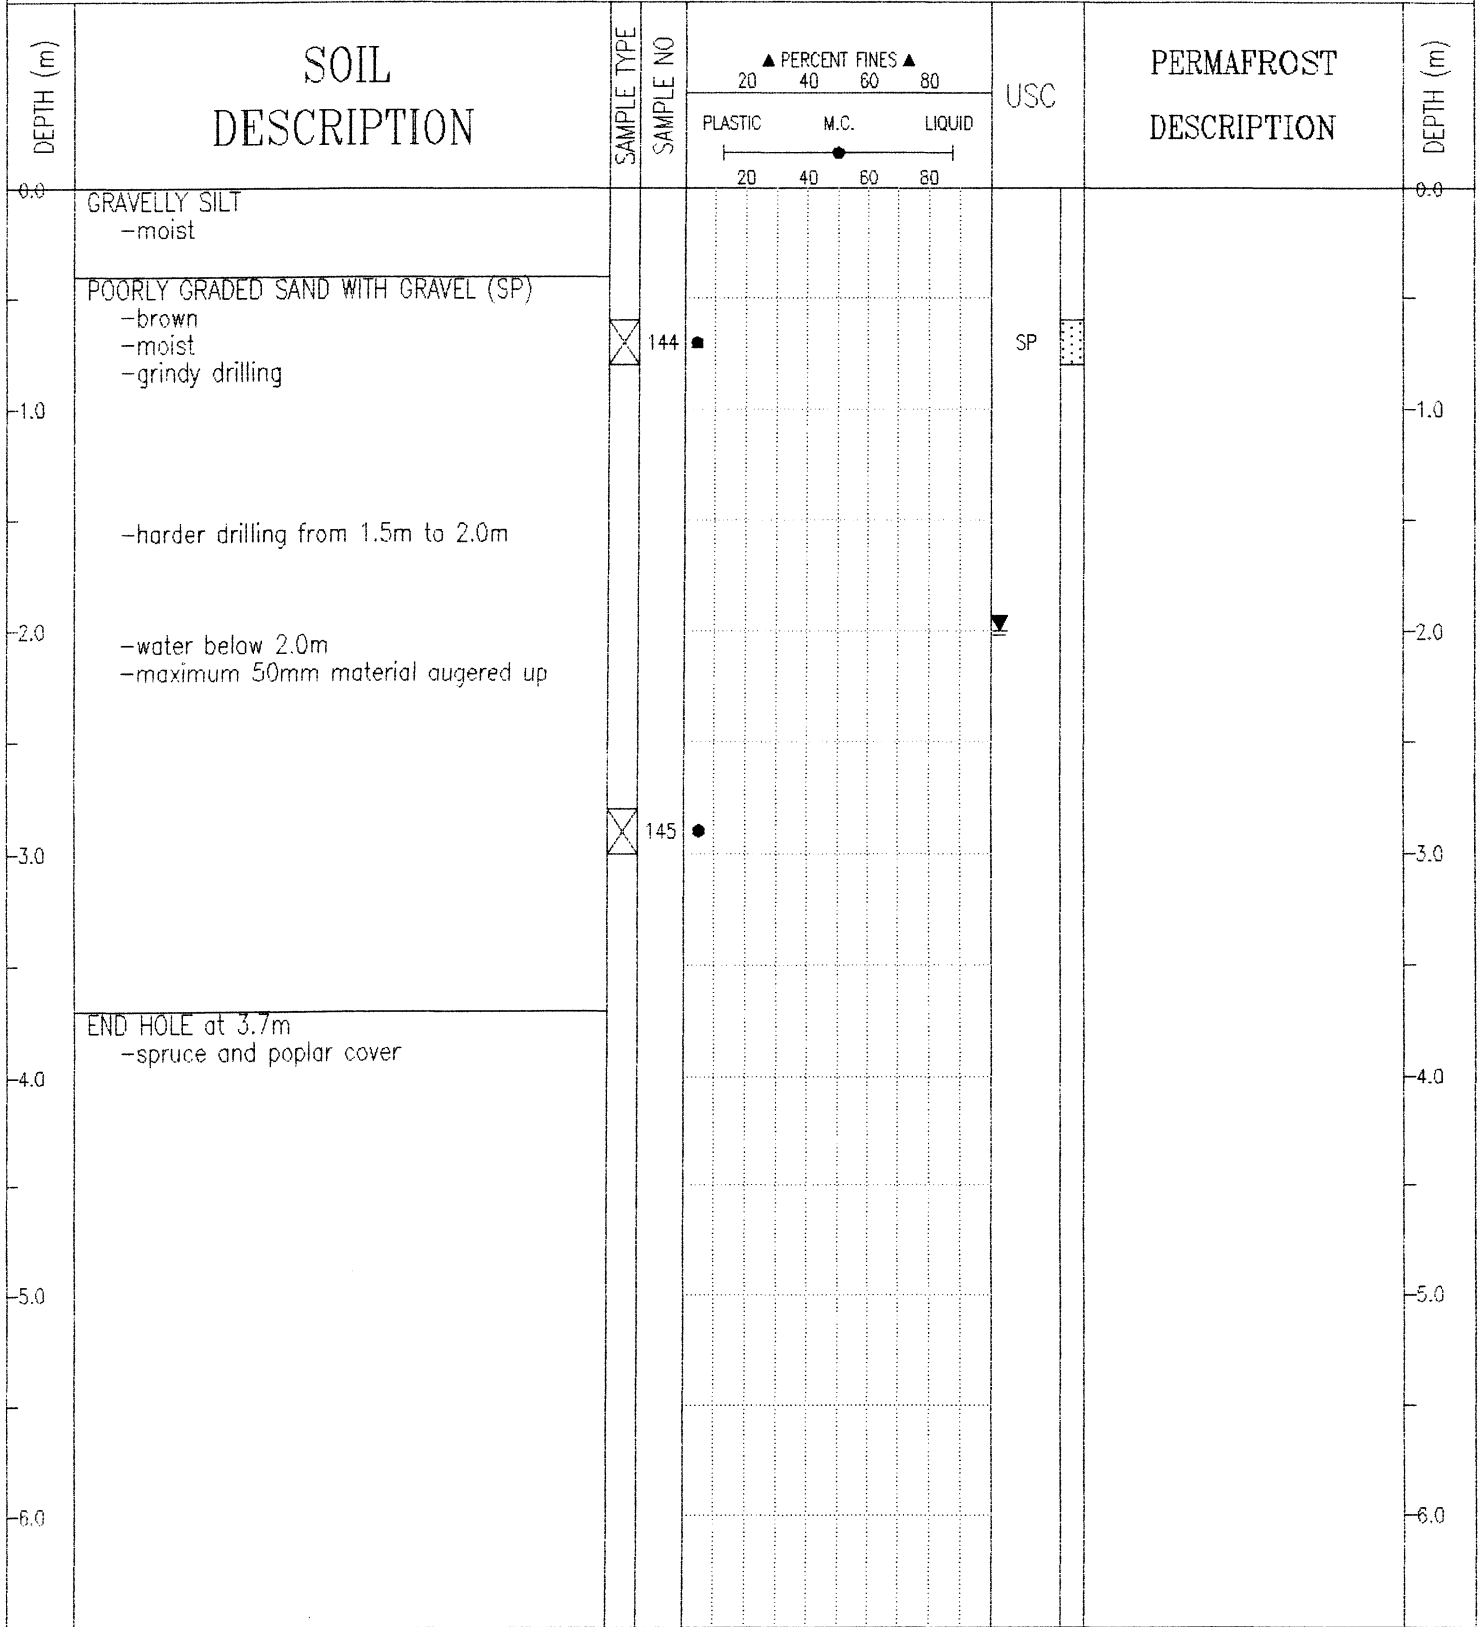 DEPTH (m)
SOIL
DESCRIPTION
SAMPLE TYPE
SAMPLE NO
▲ PERCENT FINES ▲
20 40 60 80
PLASTIC M.C. LIQUID
20 40 60 80
USC
PERMAFROST
DESCRIPTION
DEPTH (m)
0.0 0.0
GRAVELLY SILT
-moist
POORLY GRADED SAND WITH GRAVEL (SP)
-brown
-moist
144 SP
-grindy drilling
1.0 1.0
-harder drilling from 1.5m to 2.0m
2.0 2.0
-water below 2.0m
-maximum 50mm material augered up
145
3.0 3.0
END HOLE at 3.7m
-spruce and poplar cover
4.0 4.0
5.0 5.0
6.0 6.0